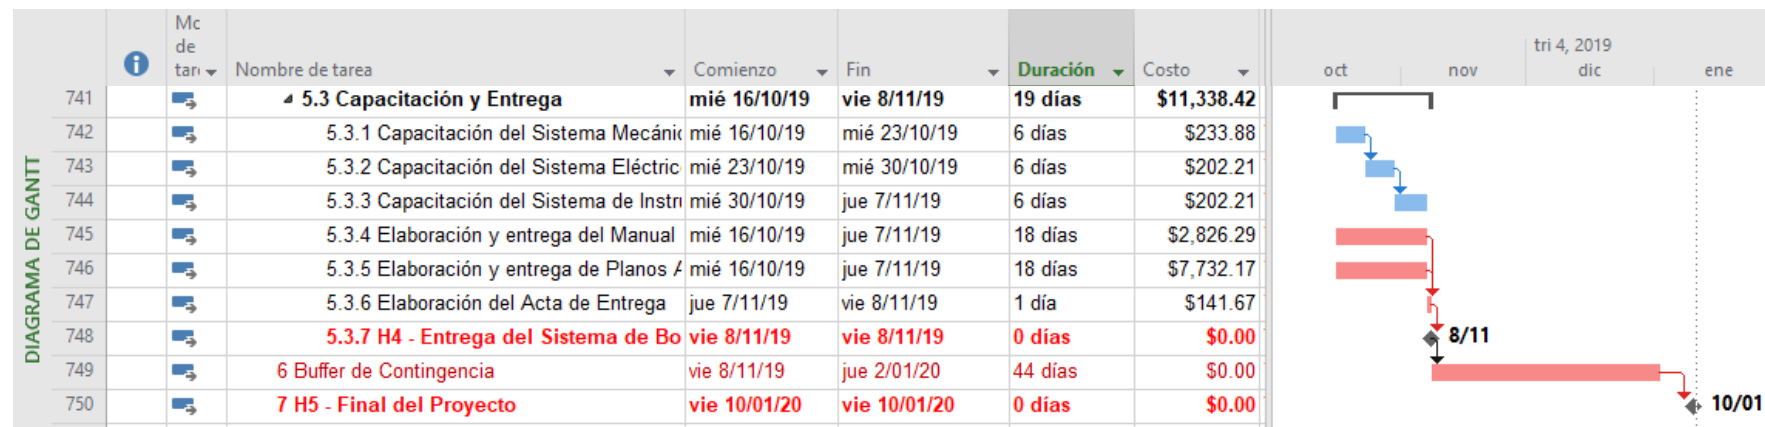 Mo de tare Nombre de tarea Comienzo Fin Duración Costo
tri 4, 2019
oct nov dic ene
DIAGRAMA DE GANTT
741 5.3 Capacitación y Entrega mié 16/10/19 vie 8/11/19 19 días $11,338.42
742 5.3.1 Capacitación del Sistema Mecánic mié 16/10/19 mié 23/10/19 6 días $233.88
743 5.3.2 Capacitación del Sistema Eléctric mié 23/10/19 mié 30/10/19 6 días $202.21
744 5.3.3 Capacitación del Sistema de Instru mié 30/10/19 jue 7/11/19 6 días $202.21
745 5.3.4 Elaboración y entrega del Manual mié 16/10/19 jue 7/11/19 18 días $2,826.29
746 5.3.5 Elaboración y entrega de Planos A mié 16/10/19 jue 7/11/19 18 días $7,732.17
747 5.3.6 Elaboración del Acta de Entrega jue 7/11/19 vie 8/11/19 1 día $141.67
748 5.3.7 H4 - Entrega del Sistema de Bo vie 8/11/19 vie 8/11/19 0 días $0.00 8/11
749 6 Buffer de Contingencia vie 8/11/19 jue 2/01/20 44 días $0.00
750 7 H5 - Final del Proyecto vie 10/01/20 vie 10/01/20 0 días $0.00 10/01